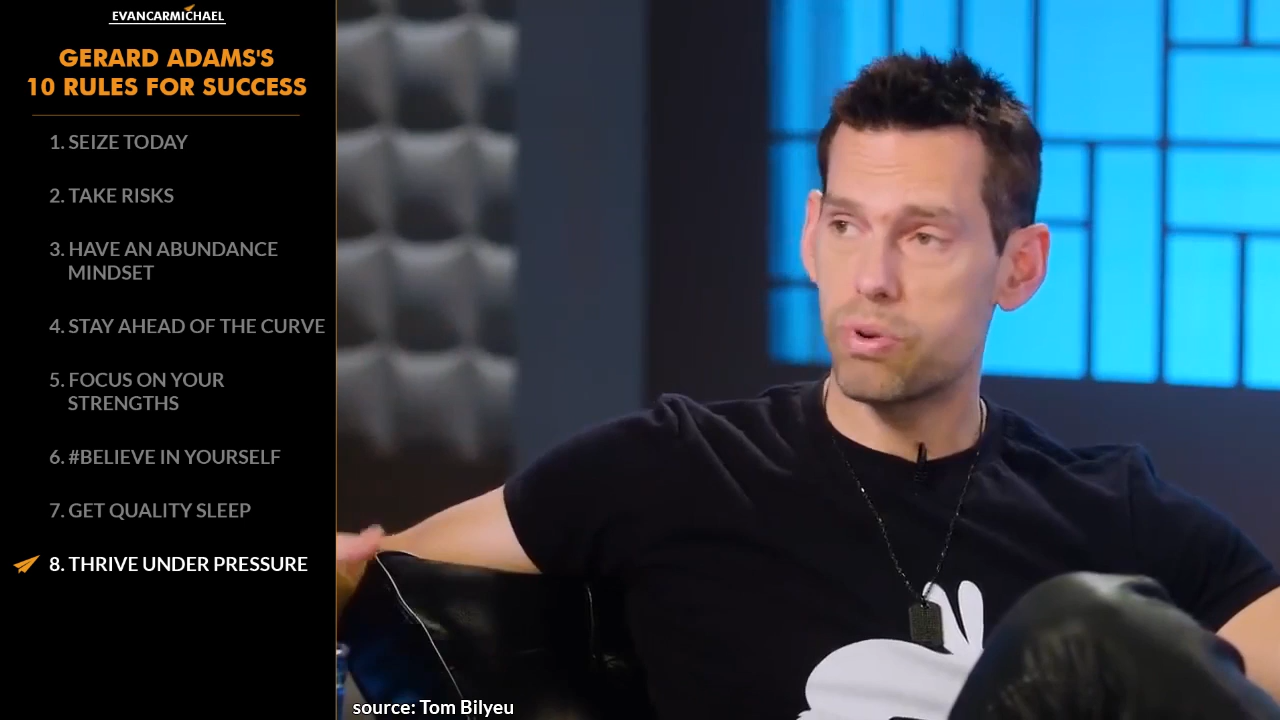 EVANCARMICHAEL
GERARD ADAMS'S
10 RULES FOR SUCCESS
1. SEIZE TODAY
2. TAKE RISKS
3. HAVE AN ABUNDANCE
MINDSET
4. STAY AHEAD OF THE CURVE
5. FOCUS ON YOUR
STRENGTHS
6. #BELIEVE IN YOURSELF
7. GET QUALITY SLEEP
8. THRIVE UNDER PRESSURE
source: Tom Bilyeu